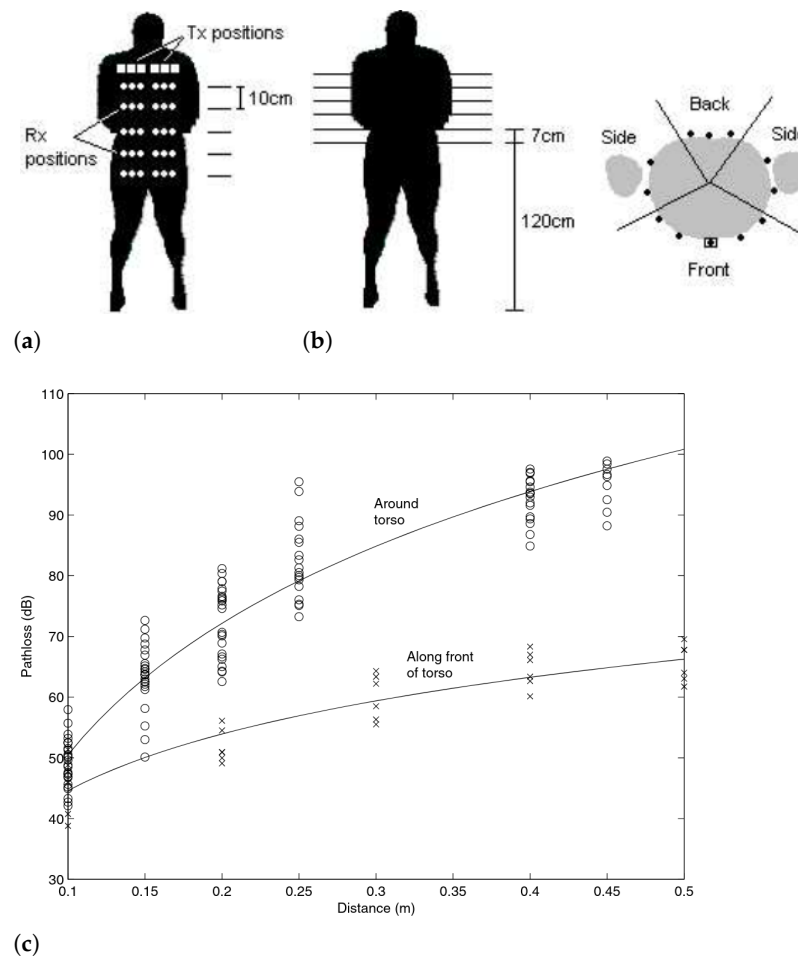 Tx positions
10cm
Rx
positions
7cm
120cm
Back
Side
Side
Front
(a)
(b)
110
100
90
80
70
60
50
40
30
Pathloss (dB)
Around
torso
Along front
of torso
0.1
0.15
0.2
0.25
0.3
0.35
0.4
0.45
0.5
Distance (m)
(c)